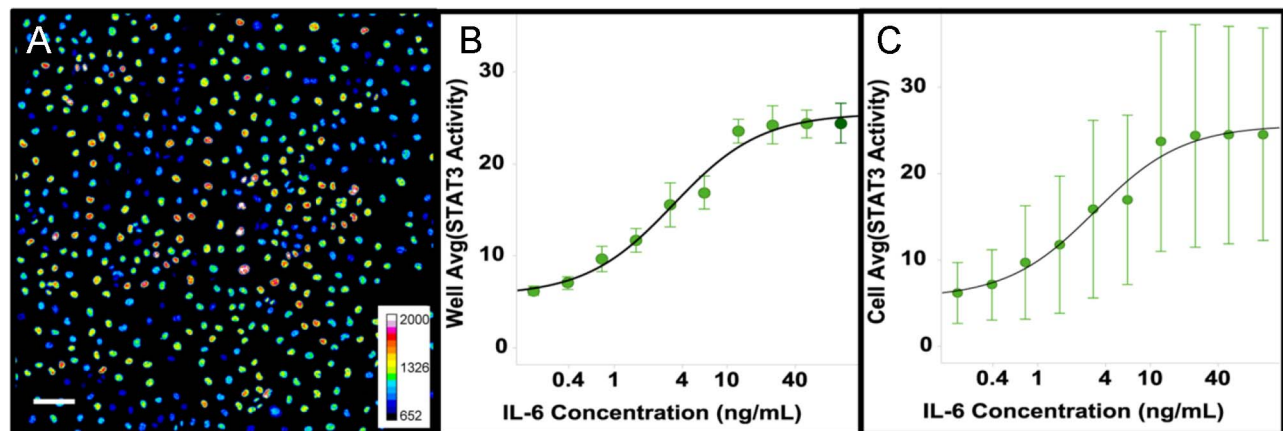 A
2000
1326
652
B
Well Avg(STAT3 Activity)
30
20
10
0
0.4 1 4 10 40
IL-6 Concentration (ng/mL)
C
Cell Avg(STAT3 Activity)
30
20
10
0
0.4 1 4 10 40
IL-6 Concentration (ng/mL)